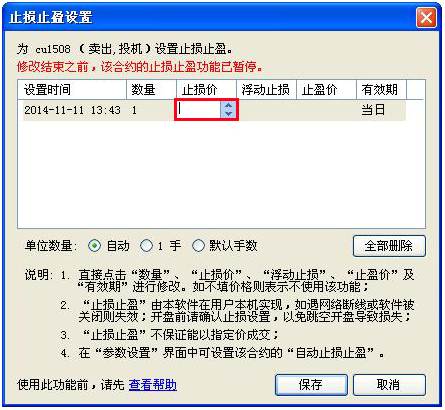 止损止盈设置
为 cu1508 (卖出,投机)设置止损止盈。
修改结束之前，该合约的止损止盈功能已暂停。
设置时间 数量 止损价 浮动止损 止盈价 有效期
2014-11-11 13:43 1 当日
单位数量: 自动 1 手 默认手数 全部删除
说明: 1. 直接点击“数量”、“止损价”、“浮动止损”、“止盈价”及
“有效期”进行修改。如不填价格则表示不使用该功能;
2. “止损止盈”由本软件在用户本机实现，如遇网络断线或软件被
关闭则失效; 开盘前请确认止损设置，以免跳空开盘导致损失;
3. “止损止盈”不保证能以指定价成交;
4. 在“参数设置”界面中可设置该合约的“自动止损止盈”。
使用此功能前，请先 查看帮助 保存 取消